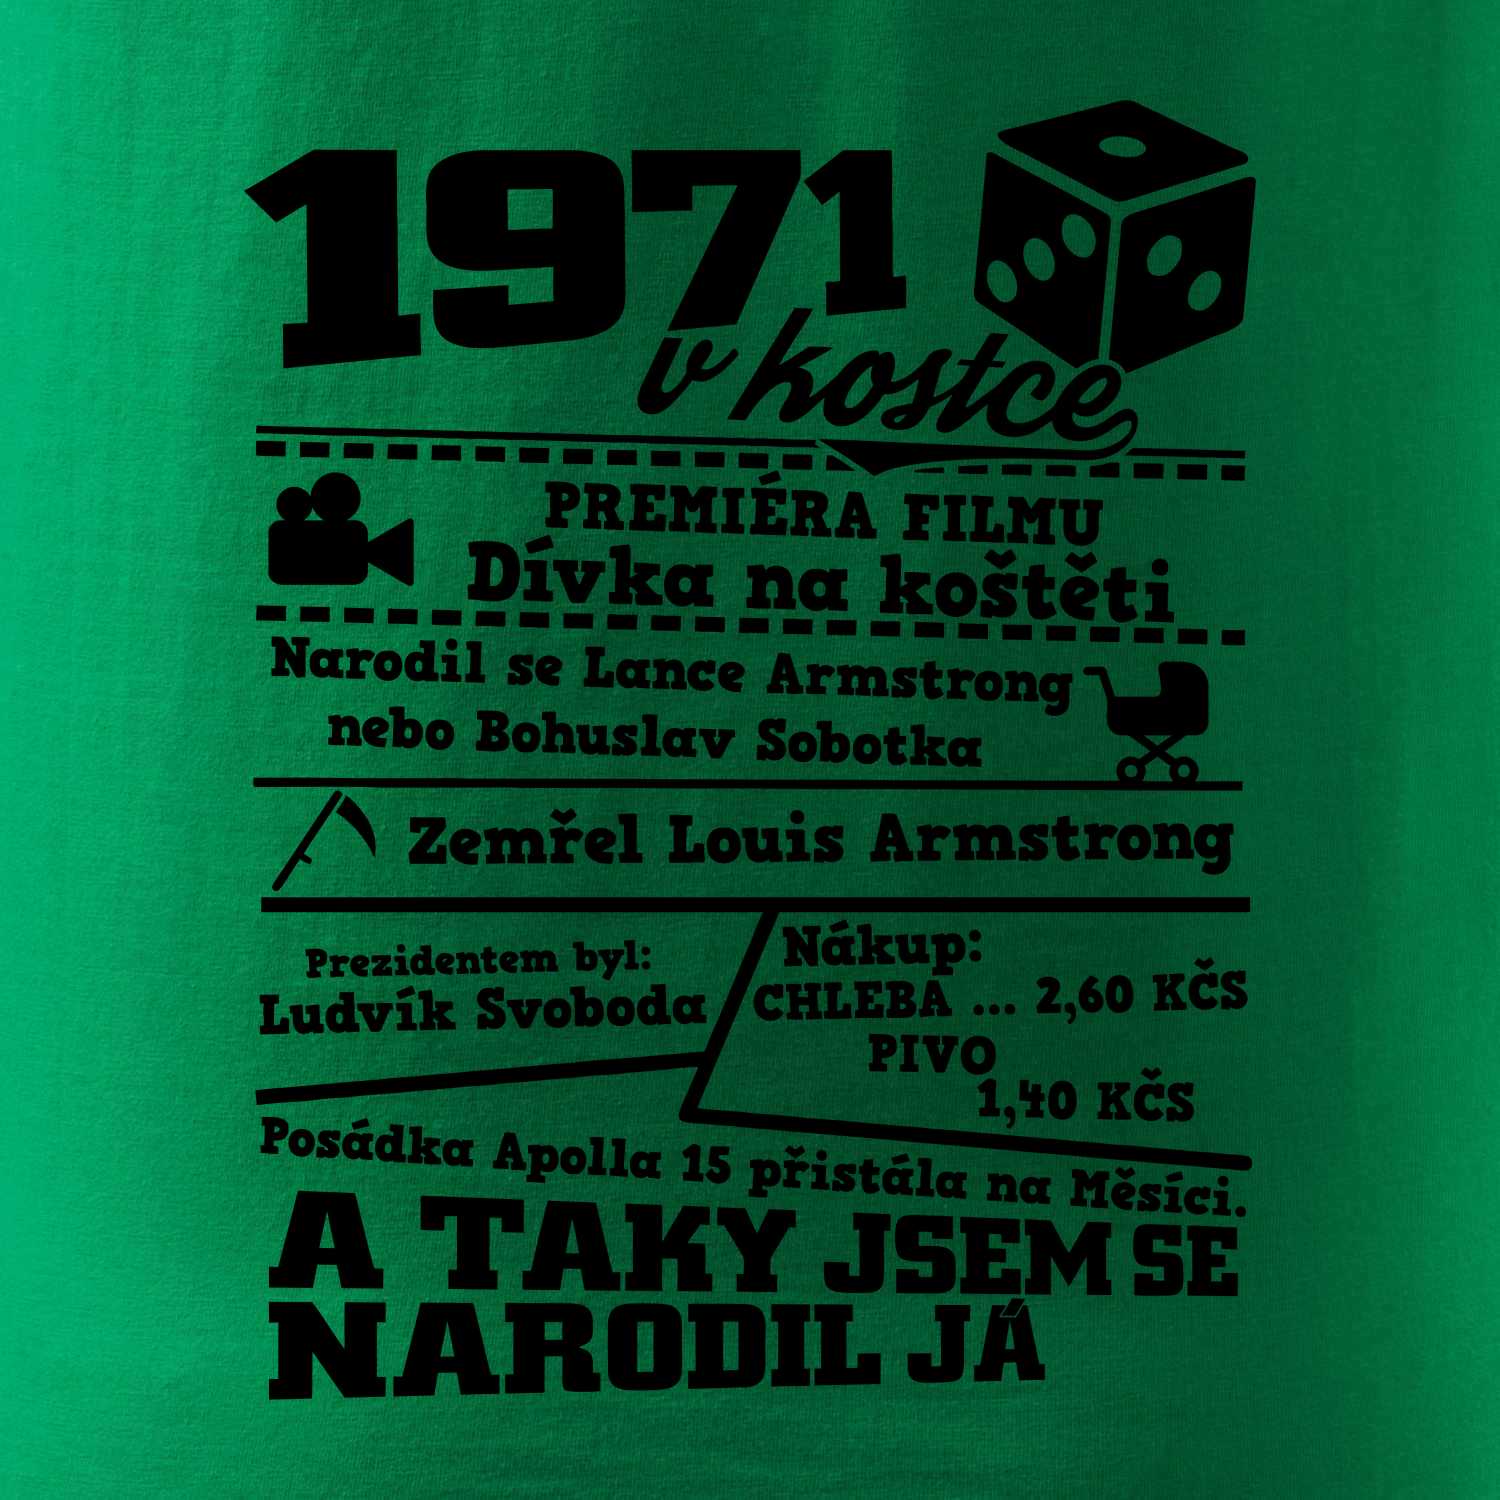 1971
v kostce
PREMIÉRA FILMU
Dívka na koštěti
Narodil se Lance Armstrong
nebo Bohuslav Sobotka
Zemřel Louis Armstrong
Prezidentem byl:
Ludvík Svoboda
Nákup:
CHLEBA ... 2,60 KČS
PIVO
1,40 KČS
Posádka Apolla 15 přistála na Měsíci.
A TAKY JSEM SE
NARODIL JÁ